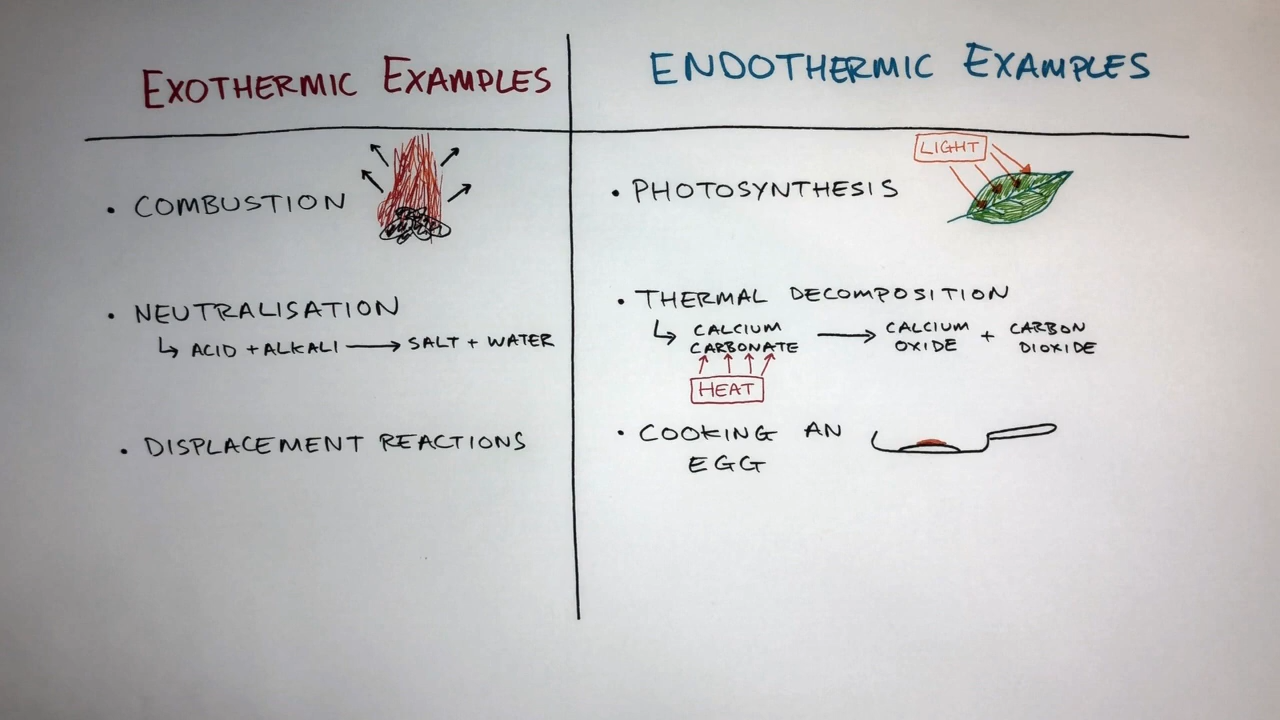 EXOTHERMIC EXAMPLES
• COMBUSTION
• NEUTRALISATION
↳ ACID + ALKALI ⟶ SALT + WATER
• DISPLACEMENT REACTIONS
ENDOTHERMIC EXAMPLES
LIGHT
• PHOTOSYNTHESIS
• THERMAL DECOMPOSITION
↳ CALCIUM ⟶ CALCIUM + CARBON
CARBONATE OXIDE DIOXIDE
HEAT
• COOKING AN
EGG